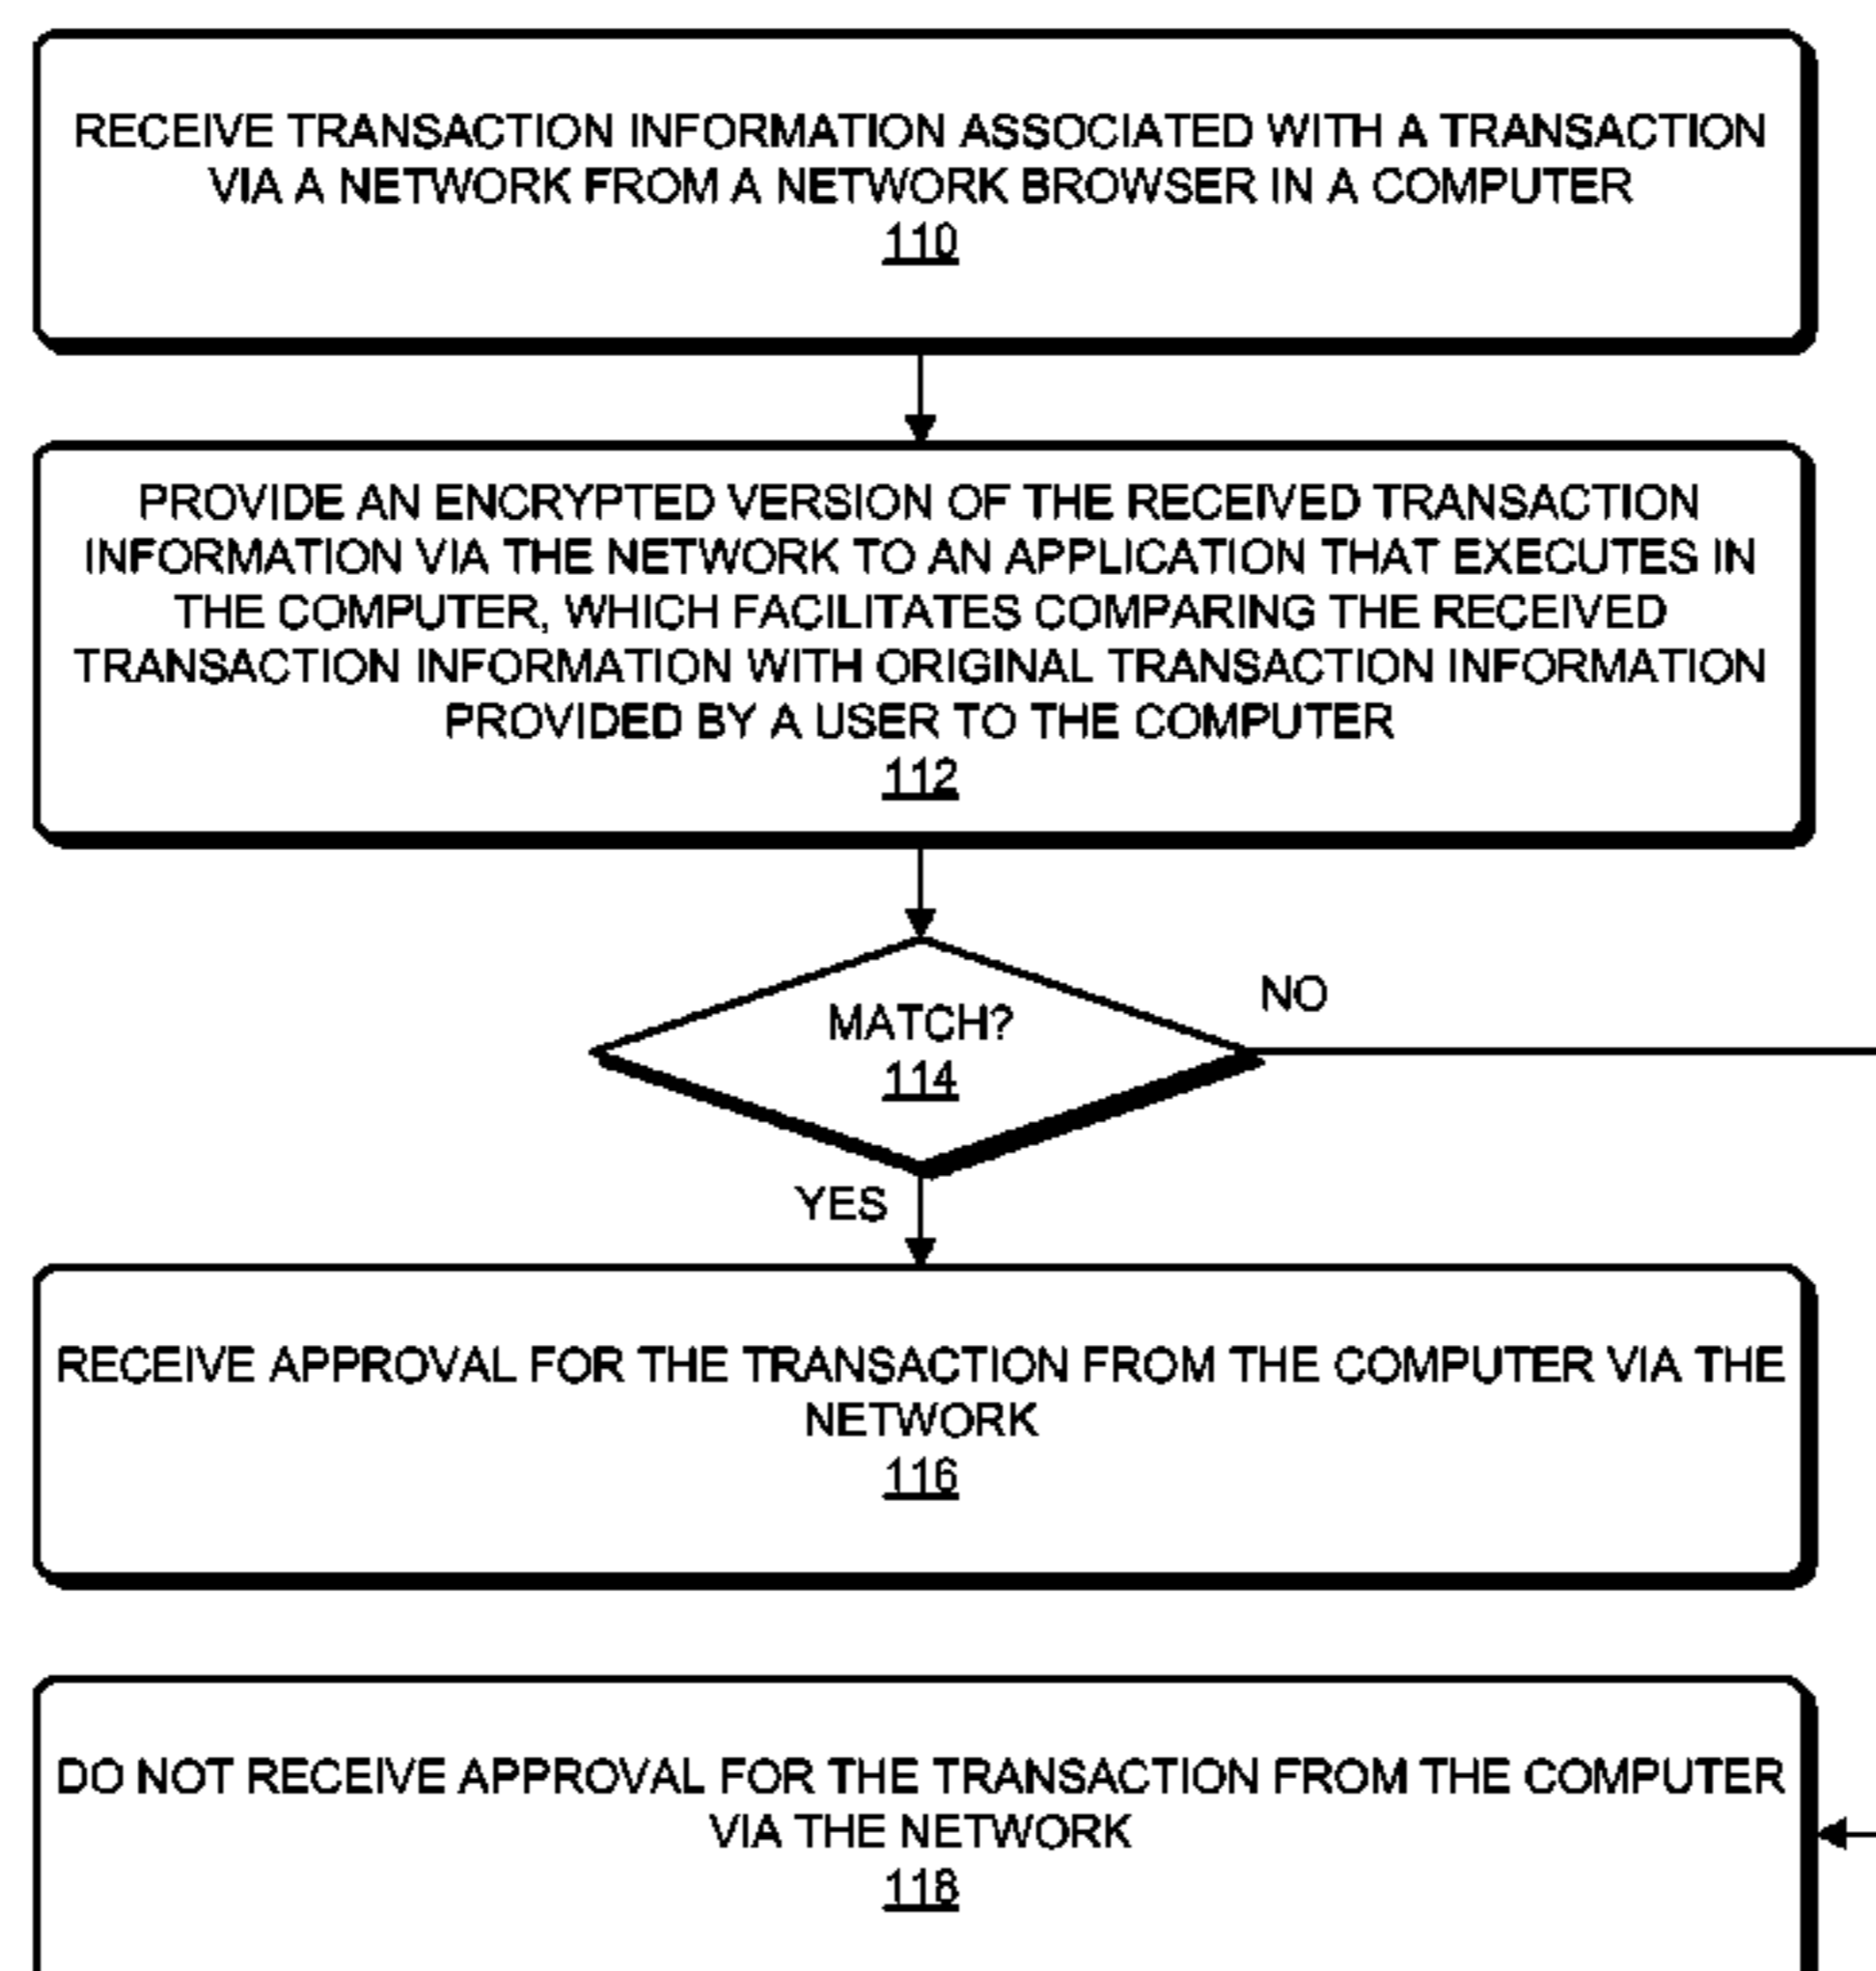 RECEIVE TRANSACTION INFORMATION ASSOCIATED WITH A TRANSACTION
VIA A NETWORK FROM A NETWORK BROWSER IN A COMPUTER
110
PROVIDE AN ENCRYPTED VERSION OF THE RECEIVED TRANSACTION
INFORMATION VIA THE NETWORK TO AN APPLICATION THAT EXECUTES IN
THE COMPUTER, WHICH FACILITATES COMPARING THE RECEIVED
TRANSACTION INFORMATION WITH ORIGINAL TRANSACTION INFORMATION
PROVIDED BY A USER TO THE COMPUTER
112
NO
MATCH?
114
YES
RECEIVE APPROVAL FOR THE TRANSACTION FROM THE COMPUTER VIA THE
NETWORK
116
DO NOT RECEIVE APPROVAL FOR THE TRANSACTION FROM THE COMPUTER
VIA THE NETWORK
118